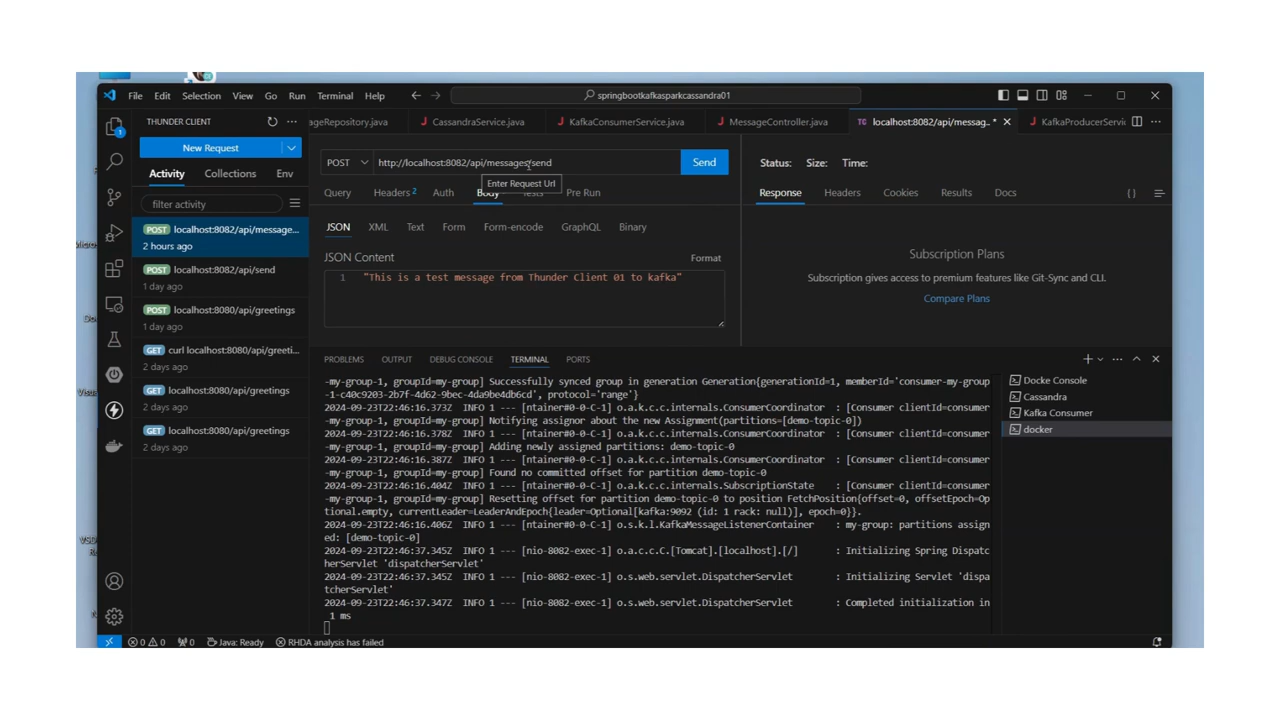 File Edit Selection View Go Run Terminal Help
springbootkafkasparkcassandra01
THUNDER CLIENT
ageRepository.java
CassandraService.java
KafkaConsumerService.java
MessageController.java
localhost:8082/api/messag.. •
KafkaProducerServic
New Request
Activity Collections Env
filter activity
POST localhost:8082/api/message...
2 hours ago
POST localhost:8082/api/send
1 day ago
POST localhost:8080/api/greetings
1 day ago
GET curl localhost:8080/api/greeti...
2 days ago
GET localhost:8080/api/greetings
2 days ago
GET localhost:8080/api/greetings
2 days ago
POST http://localhost:8082/api/messages/send Send
Enter Request Url
Query Headers 2 Auth Body Tests Pre Run
JSON XML Text Form Form-encode GraphQL Binary
JSON Content Format
1 "This is a test message from Thunder Client 01 to kafka"
Status: Size: Time:
Response Headers Cookies Results Docs
{ }
Subscription Plans
Subscription gives access to premium features like Git-Sync and CLI.
Compare Plans
PROBLEMS OUTPUT DEBUG CONSOLE TERMINAL PORTS
-my-group-1, groupId=my-group] Successfully synced group in generation Generation{generationId=1, memberId='consumer-my-group
-1-c40c9203-2b7f-4d62-9bec-4da9be4db6cd', protocol='range'}
2024-09-23T22:46:16.373Z INFO 1 --- [ntainer#0-0-C-1] o.a.k.c.c.internals.ConsumerCoordinator : [Consumer clientId=consumer
-my-group-1, groupId=my-group] Notifying assignor about the new Assignment(partitions=[demo-topic-0])
2024-09-23T22:46:16.378Z INFO 1 --- [ntainer#0-0-C-1] o.a.k.c.c.internals.ConsumerCoordinator : [Consumer clientId=consumer
-my-group-1, groupId=my-group] Adding newly assigned partitions: demo-topic-0
2024-09-23T22:46:16.387Z INFO 1 --- [ntainer#0-0-C-1] o.a.k.c.c.internals.ConsumerCoordinator : [Consumer clientId=consumer
-my-group-1, groupId=my-group] Found no committed offset for partition demo-topic-0
2024-09-23T22:46:16.404Z INFO 1 --- [ntainer#0-0-C-1] o.a.k.c.c.internals.SubscriptionState : [Consumer clientId=consumer
-my-group-1, groupId=my-group] Resetting offset for partition demo-topic-0 to position FetchPosition{offset=0, offsetEpoch=Op
tional.empty, currentLeader=LeaderAndEpoch{leader=Optional[kafka:9092 (id: 1 rack: null)], epoch=0}}.
2024-09-23T22:46:16.406Z INFO 1 --- [ntainer#0-0-C-1] o.s.k.l.KafkaMessageListenerContainer : my-group: partitions assign
ed: [demo-topic-0]
2024-09-23T22:46:37.345Z INFO 1 --- [nio-8082-exec-1] o.a.c.c.C.[Tomcat].[localhost].[/] : Initializing Spring Dispatc
herServlet 'dispatcherServlet'
2024-09-23T22:46:37.345Z INFO 1 --- [nio-8082-exec-1] o.s.web.servlet.DispatcherServlet : Initializing Servlet 'dispa
tcherServlet'
2024-09-23T22:46:37.347Z INFO 1 --- [nio-8082-exec-1] o.s.web.servlet.DispatcherServlet : Completed initialization in
1 ms
Docke Console
Cassandra
Kafka Consumer
docker
0 0 0 Java: Ready RHDA analysis has failed